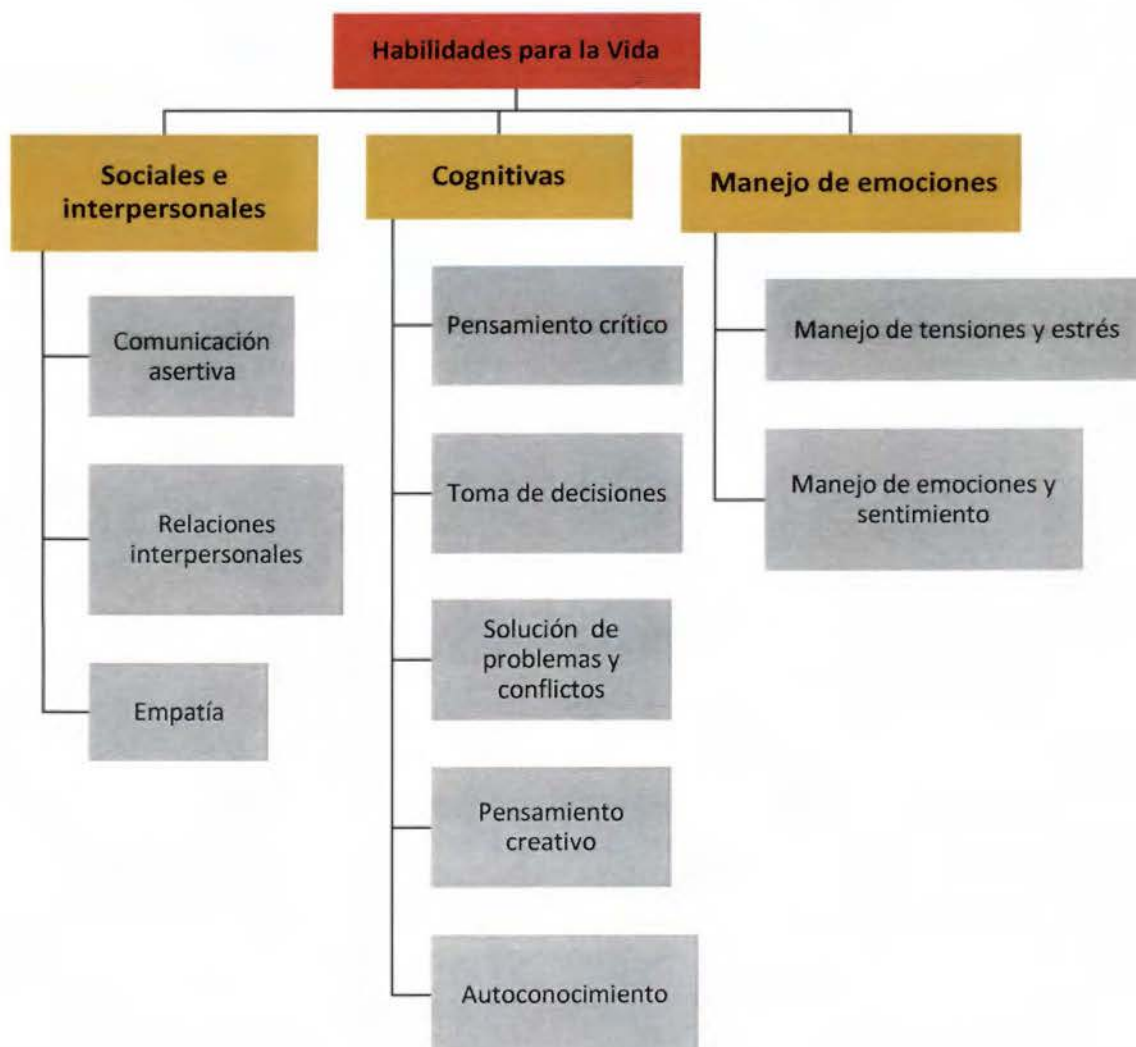 Habilidades para la Vida
Sociales e
interpersonales
Comunicación
asertiva
Relaciones
interpersonales
Empatía
Cognitivas
Pensamiento crítico
Toma de decisiones
Solución de
problemas y
conflictos
Pensamiento
creativo
Autoconocimiento
Manejo de emociones
Manejo de tensiones y estrés
Manejo de emociones y
sentimiento